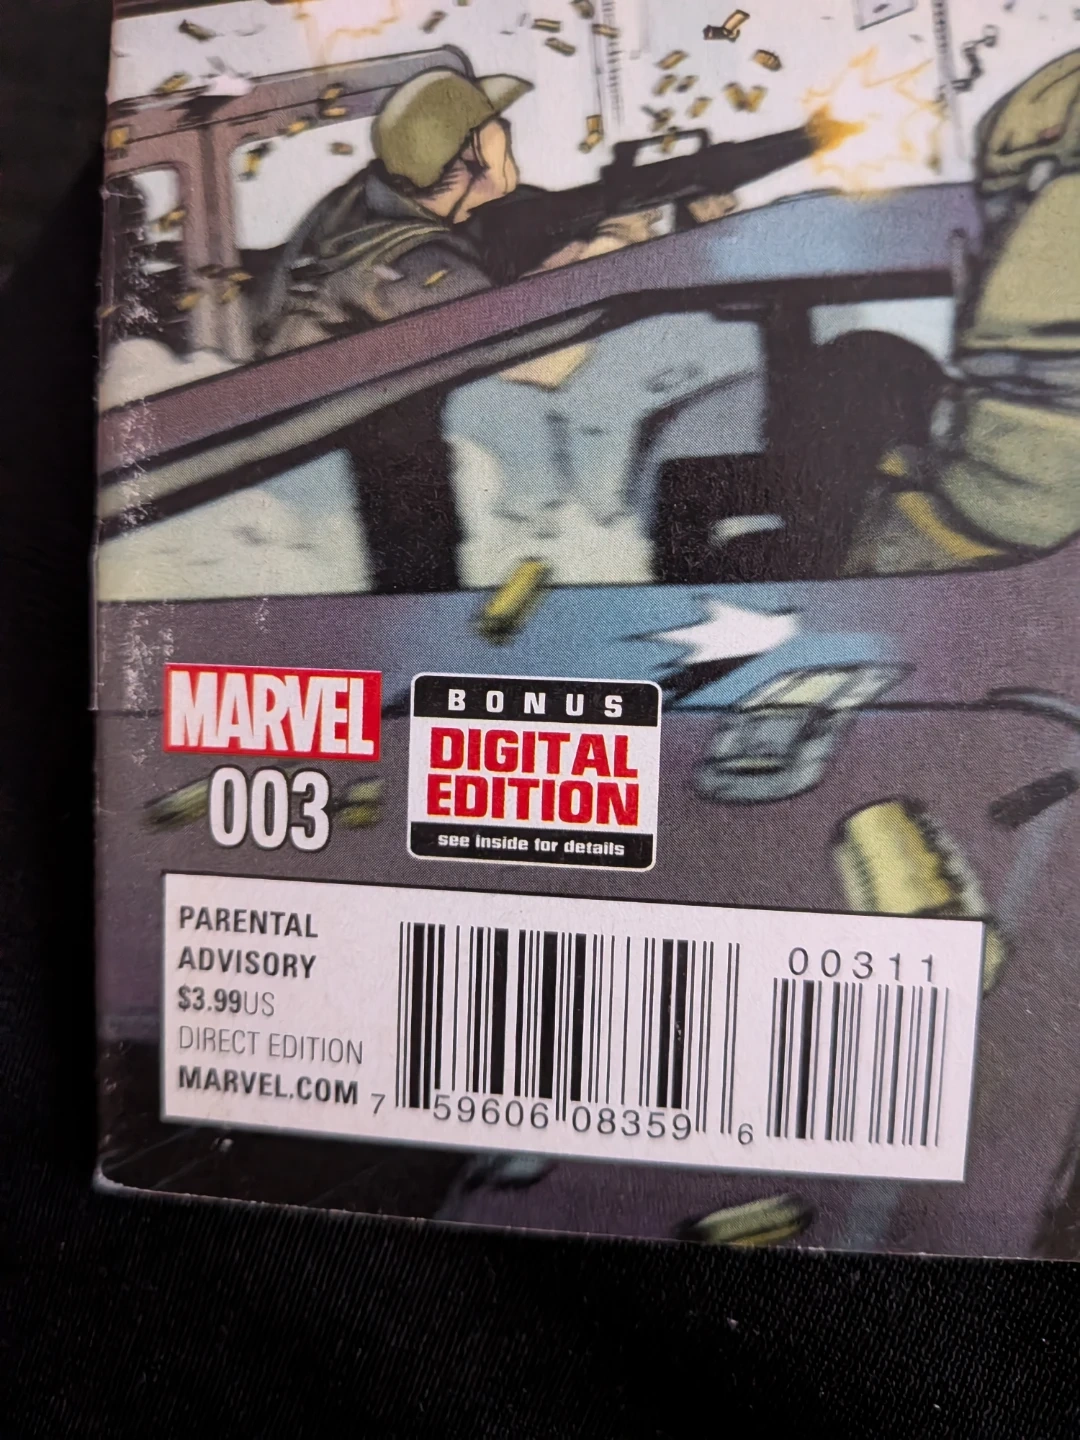 MARVEL
003
BONUS
DIGITAL
EDITION
see inside for details
PARENTAL
ADVISORY
$3.99US
DIRECT EDITION
MARVEL.COM
7 59606 08359 6
00311